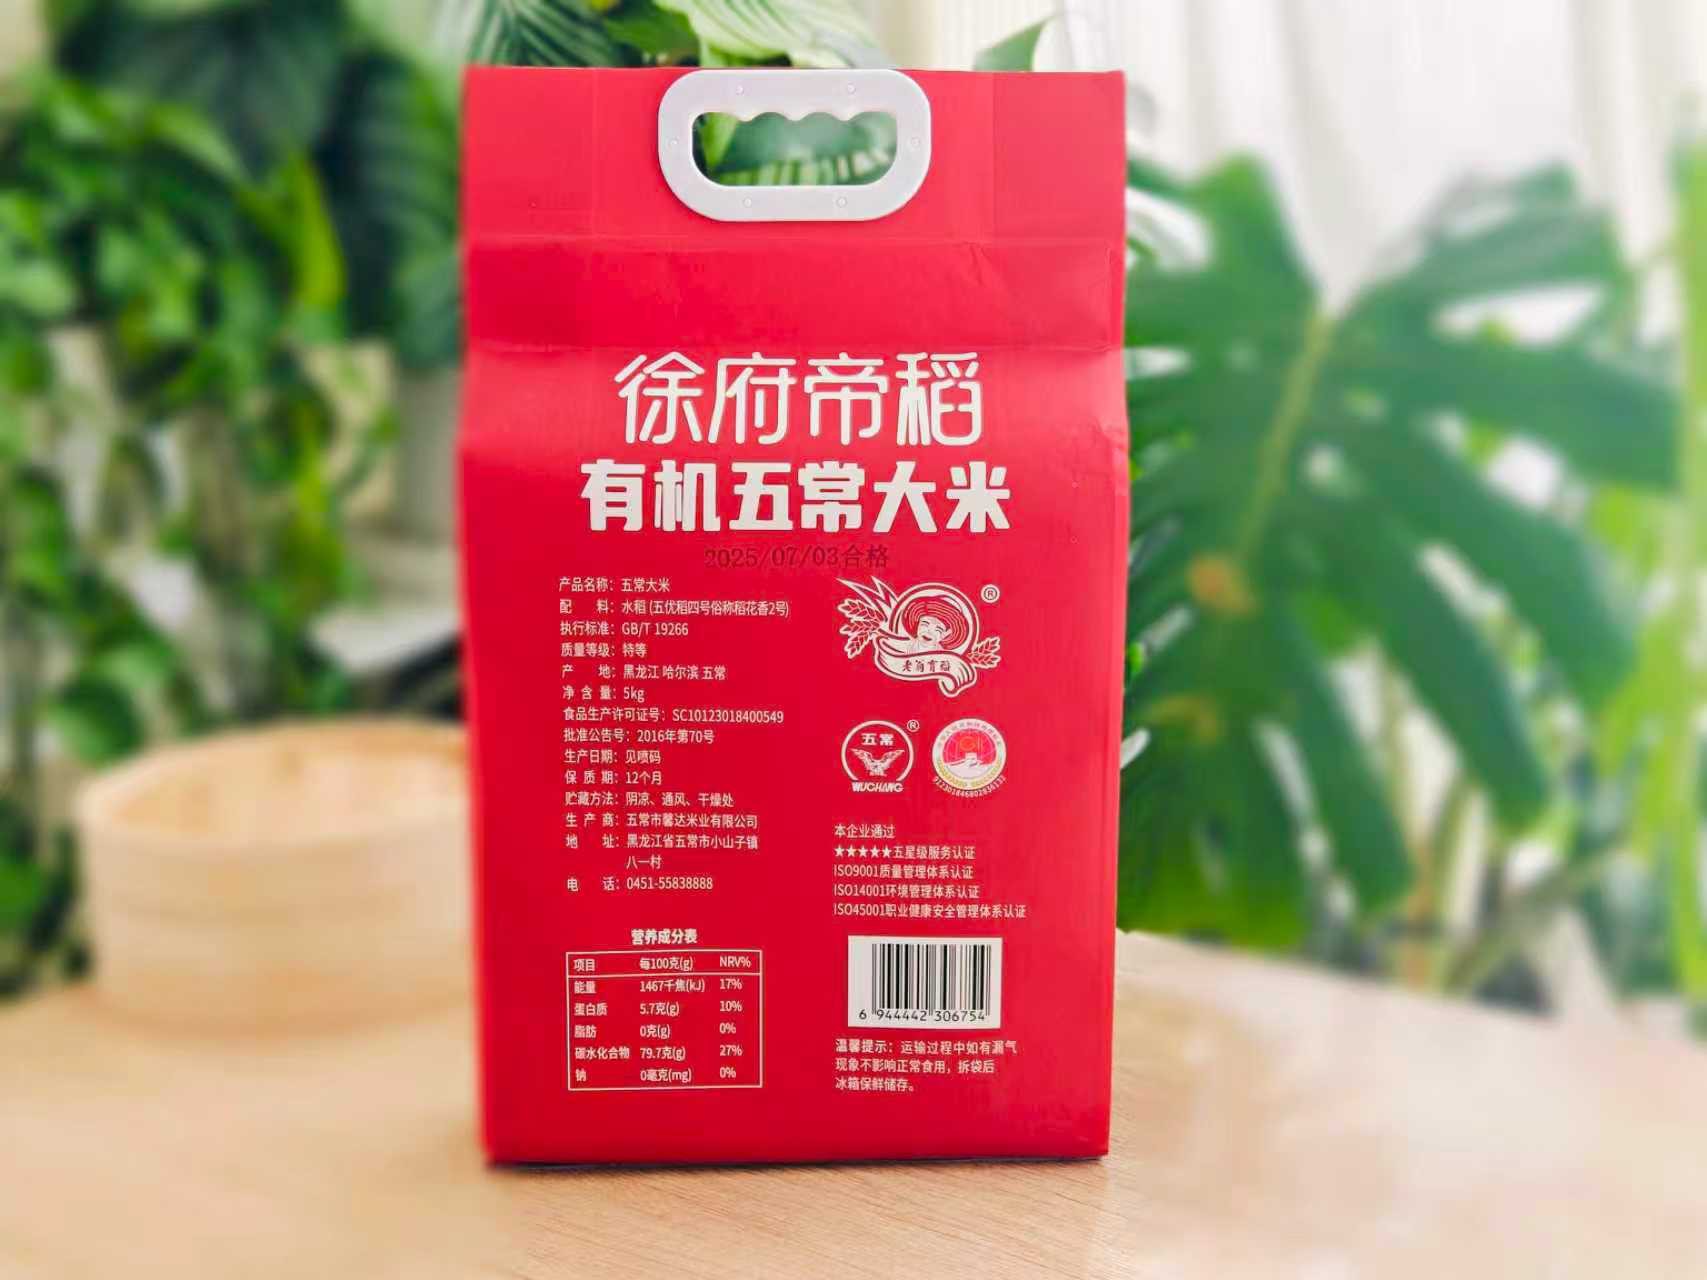 徐府帝稻
有机五常大米
2025/07/03合格
产品名称：五常大米
配 料：水稻 (五优稻四号俗称稻花香2号)
执行标准：GB/T 19266
质量等级：特等
产 地：黑龙江 哈尔滨 五常
净 含 量：5kg
食品生产许可证号：SC10123018400549
批准公告号：2016年第70号
生产日期：见喷码
保 质 期：12个月
贮藏方法：阴凉、通风、干燥处
生 产 商：五常市馨达米业有限公司
地 址：黑龙江省五常市小山子镇
八一村
电 话：0451-55838888
营养成分表
项目 每100克(g) NRV%
能量 1467千焦(kJ) 17%
蛋白质 5.7克(g) 10%
脂肪 0克(g) 0%
碳水化合物 79.7克(g) 27%
钠 0毫克(mg) 0%
®
五常
®
WUCHANG
GI
本企业通过
★★★★★五星级服务认证
ISO9001质量管理体系认证
ISO14001环境管理体系认证
ISO45001职业健康安全管理体系认证
6 944442 306754
温馨提示：运输过程中如有漏气
现象不影响正常食用，拆袋后
冰箱保鲜储存。